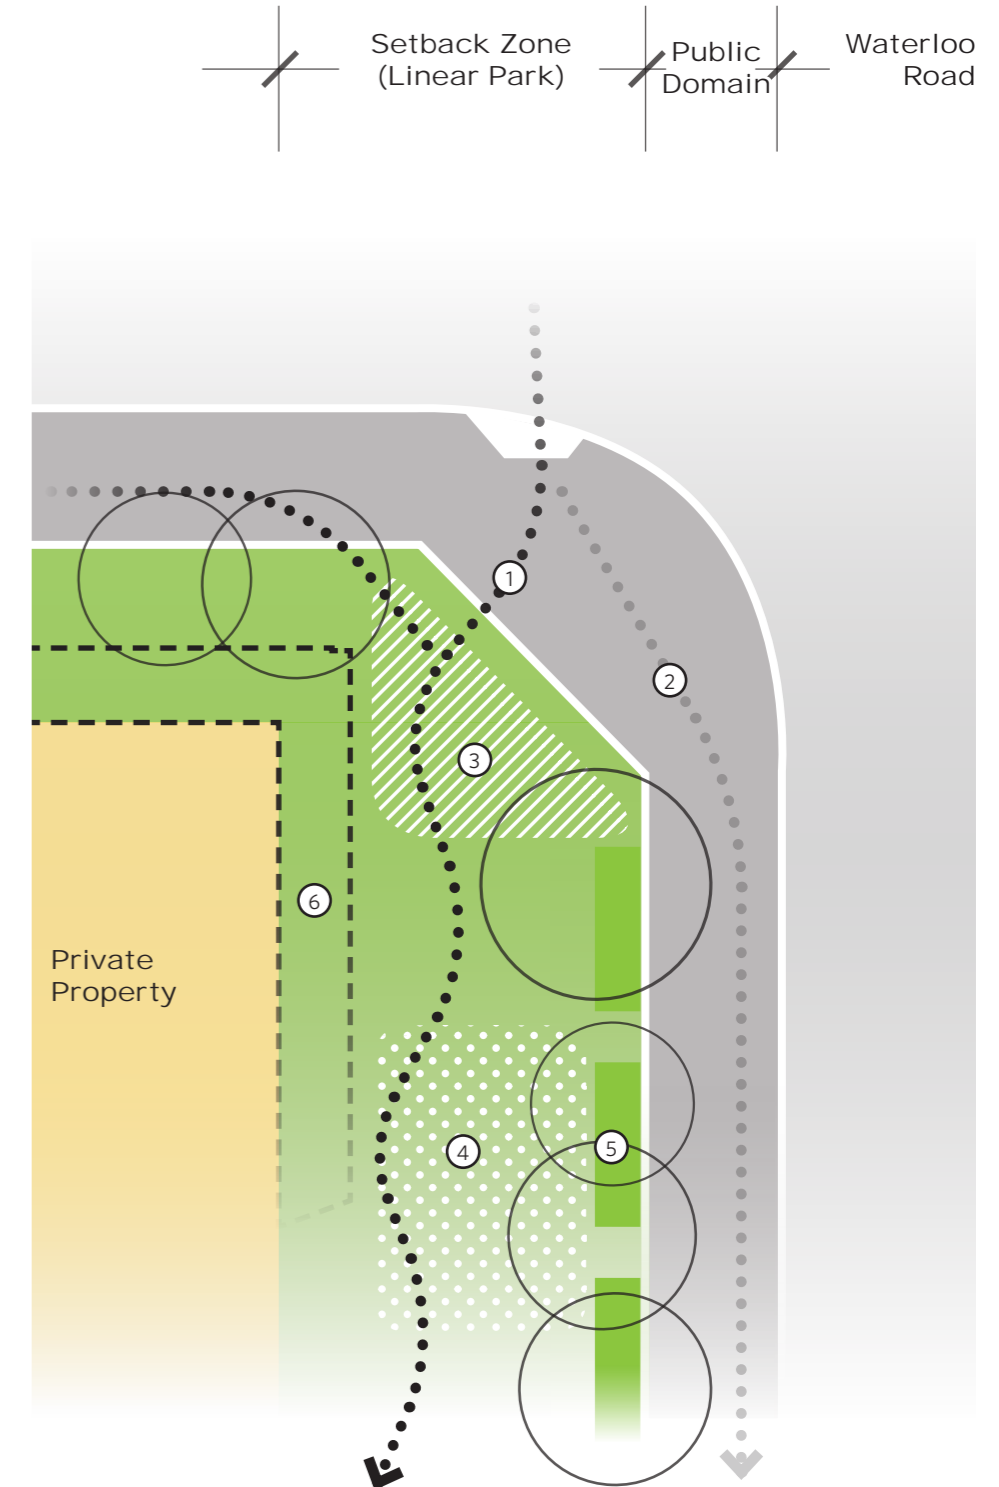 Setback Zone
(Linear Park)
Public
Domain
Waterloo
Road
1
2
3
6
Private
Property
4
5